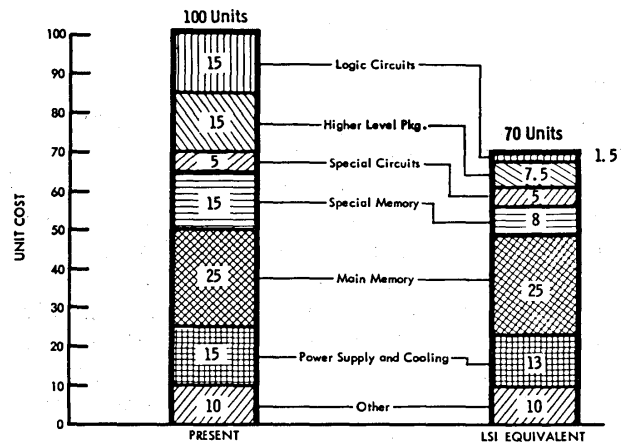 100 Units
100
90
80
70
60
50
40
30
20
10
0
UNIT COST
15
15
5
15
25
15
10
PRESENT
Logic Circuits
Higher Level Pkg.
Special Circuits
Special Memory
Main Memory
Power Supply and Cooling
Other
70 Units
1.5
7.5
5
8
25
13
10
LSI EQUIVALENT